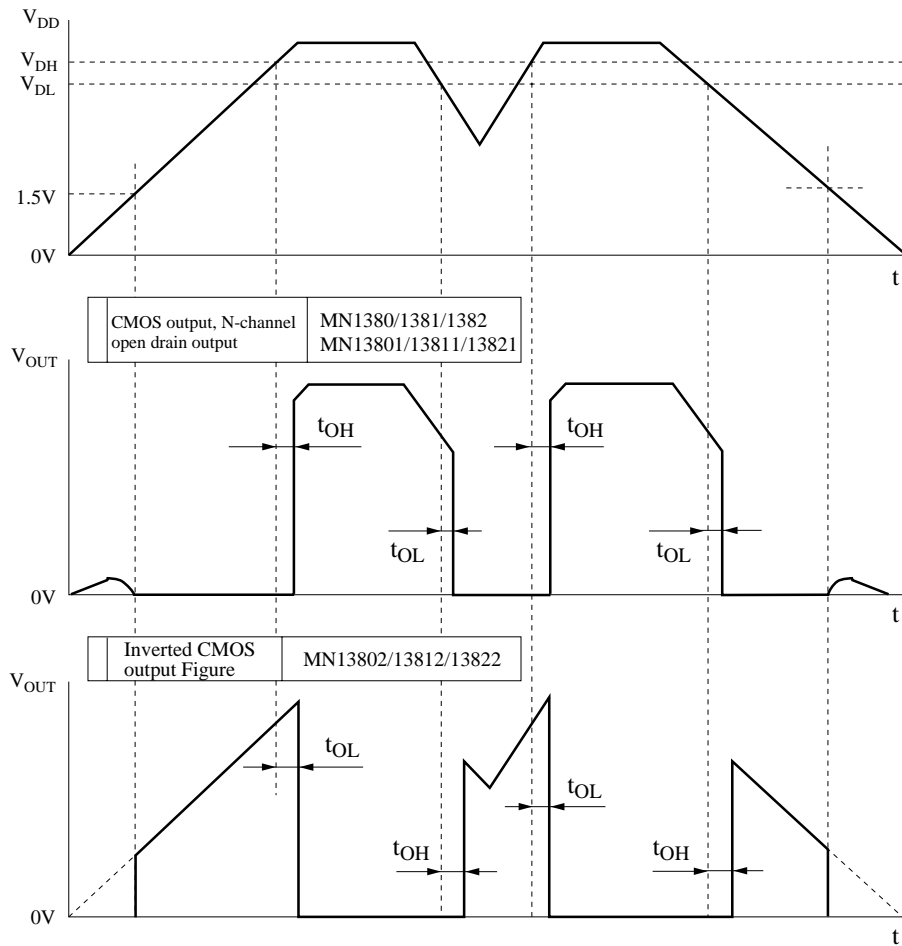 VDD
VDH
VDL
1.5V
0V
t
CMOS output, N-channel
open drain output
MN1380/1381/1382
MN13801/13811/13821
VOUT
tOH
tOH
tOL
tOL
0V
t
Inverted CMOS
output Figure
MN13802/13812/13822
VOUT
tOL
tOL
tOH
tOH
0V
t